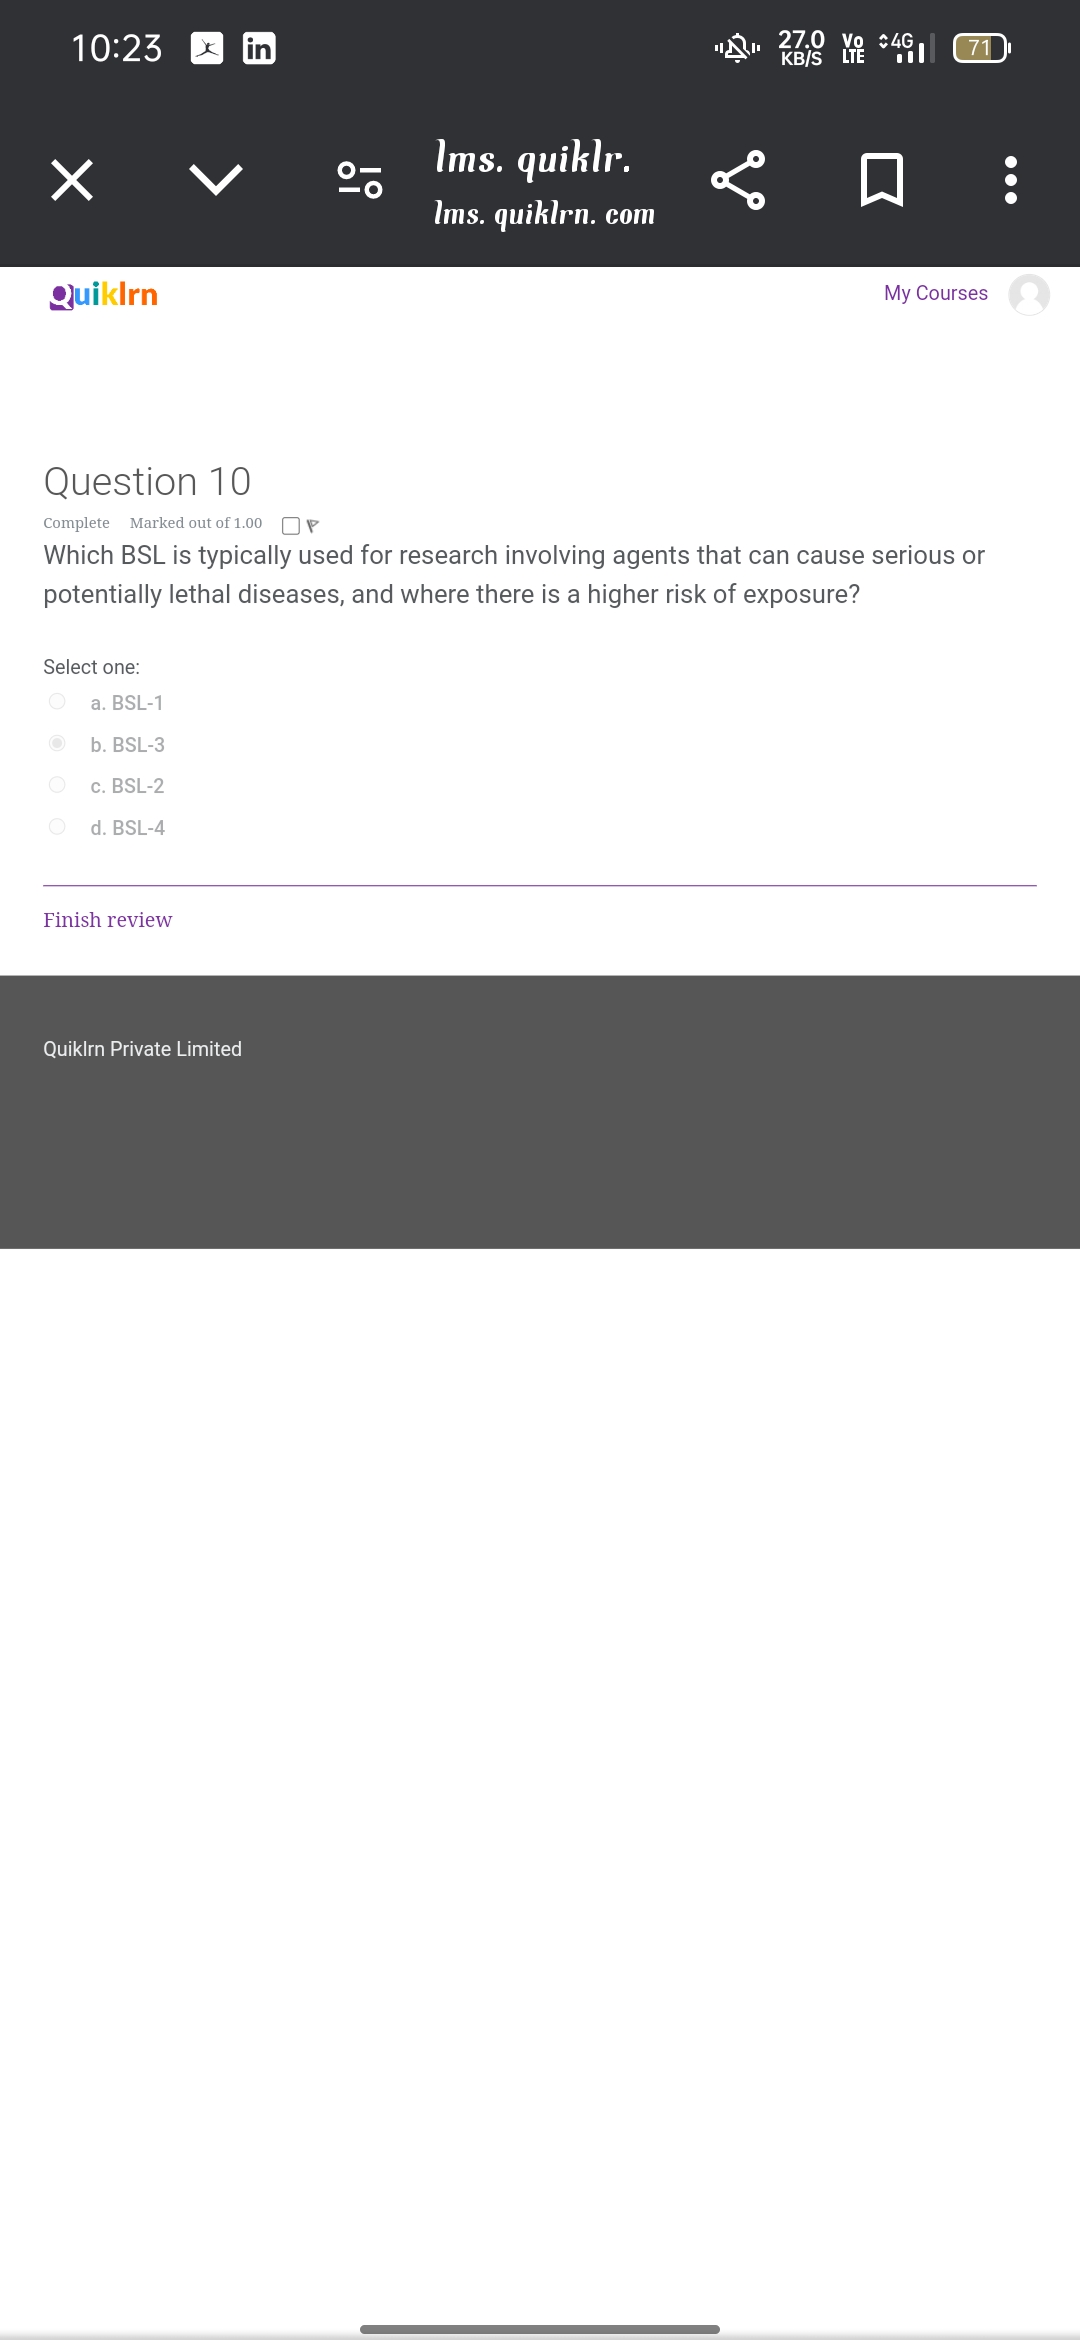 10:23 in 27.0 KB/S Vo LTE 4G 71
lms. quiklr.
lms. quiklrn. com
Quiklrn My Courses
Question 10
Complete Marked out of 1.00
Which BSL is typically used for research involving agents that can cause serious or
potentially lethal diseases, and where there is a higher risk of exposure?
Select one:
a. BSL-1
b. BSL-3
c. BSL-2
d. BSL-4
Finish review
Quiklrn Private Limited